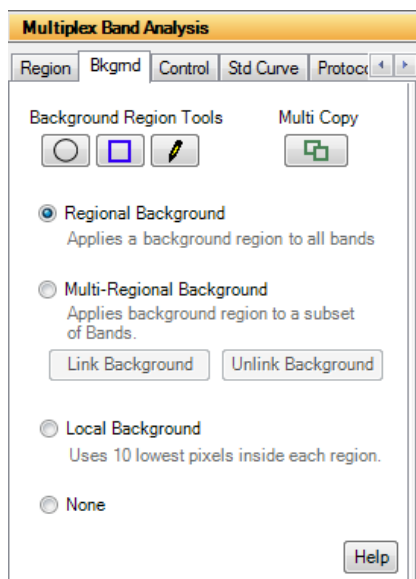 Multiplex Band Analysis
Region Bkgrnd Control Std Curve
Background Region Tools Multi Copy
Regional Background
Applies a background region to all bands
Multi-Regional Background
Applies background region to a subset
of Bands.
Link Background Unlink Background
Local Background
Uses 10 lowest pixels inside each region.
None
Help